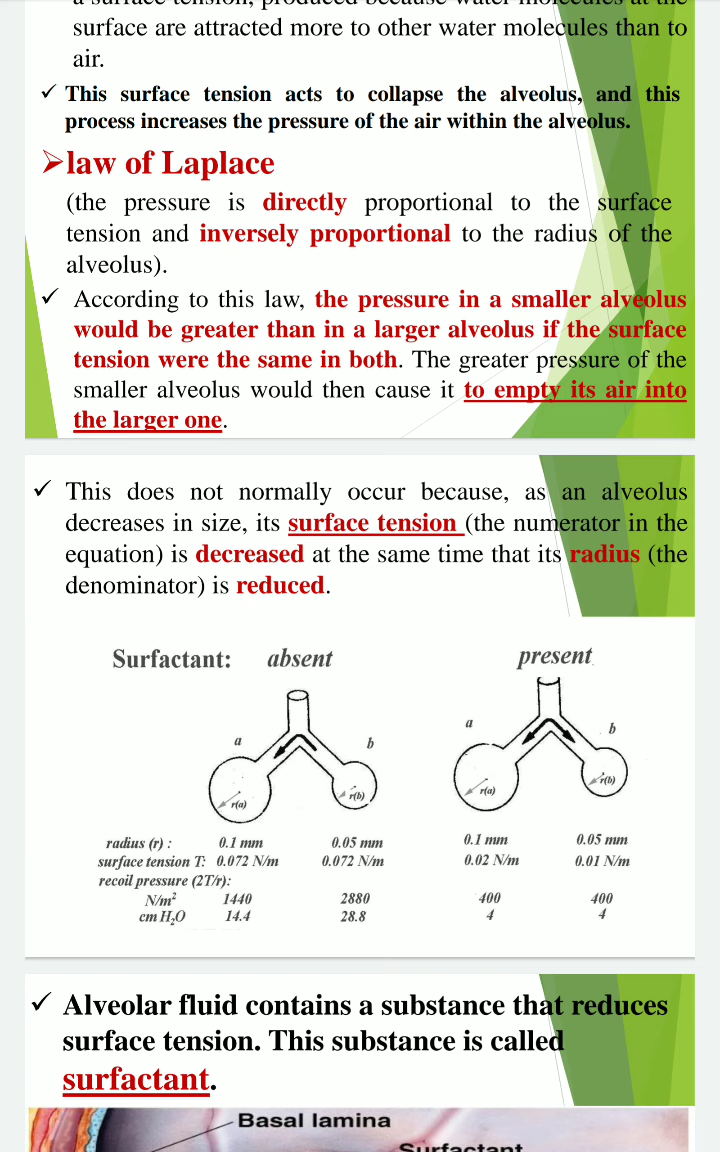 surface are attracted more to other water molecules than to
air.
✓ This surface tension acts to collapse the alveolus, and this
process increases the pressure of the air within the alveolus.
➢law of Laplace
(the pressure is directly proportional to the surface
tension and inversely proportional to the radius of the
alveolus).
✓ According to this law, the pressure in a smaller alveolus
would be greater than in a larger alveolus if the surface
tension were the same in both. The greater pressure of the
smaller alveolus would then cause it to empty its air into
the larger one.
✓ This does not normally occur because, as an alveolus
decreases in size, its surface tension (the numerator in the
equation) is decreased at the same time that its radius (the
denominator) is reduced.
Surfactant: absent present
a b a b
r(a) r(b) r(a) r(b)
radius (r) : 0.1 mm 0.05 mm 0.1 mm 0.05 mm
surface tension T: 0.072 N/m 0.072 N/m 0.02 N/m 0.01 N/m
recoil pressure (2T/r):
N/m² 1440 2880 400 400
cm H₂O 14.4 28.8 4 4
✓ Alveolar fluid contains a substance that reduces
surface tension. This substance is called
surfactant.
Basal lamina
Surfactant